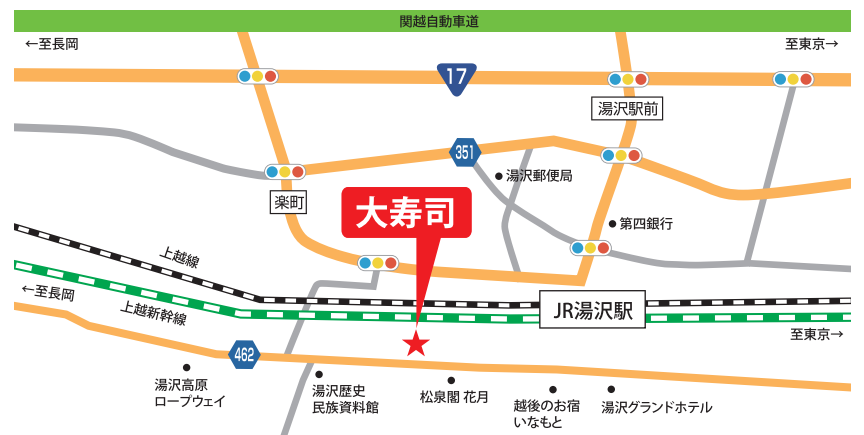 関越自動車道
←至長岡
至東京→
17
湯沢駅前
351
湯沢郵便局
楽町
大寿司
第四銀行
上越線
←至長岡
上越新幹線
JR湯沢駅
至東京→
462
湯沢高原
ロープウェイ
湯沢歴史
民族資料館
松泉閣 花月
越後のお宿
いなもと
湯沢グランドホテル